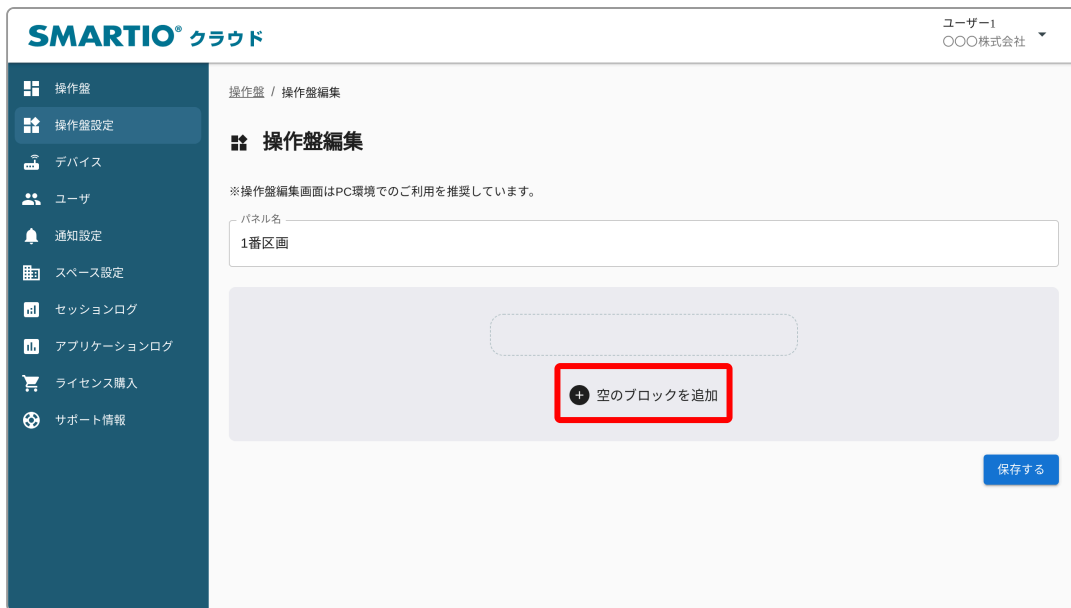 SMARTIO® クラウド
ユーザー1
〇〇〇株式会社
操作盤
操作盤設定
デバイス
ユーザ
通知設定
スペース設定
セッションログ
アプリケーションログ
ライセンス購入
サポート情報
操作盤 / 操作盤編集
操作盤編集
※操作盤編集画面はPC環境でのご利用を推奨しています。
パネル名
1番区画
空のブロックを追加
保存する